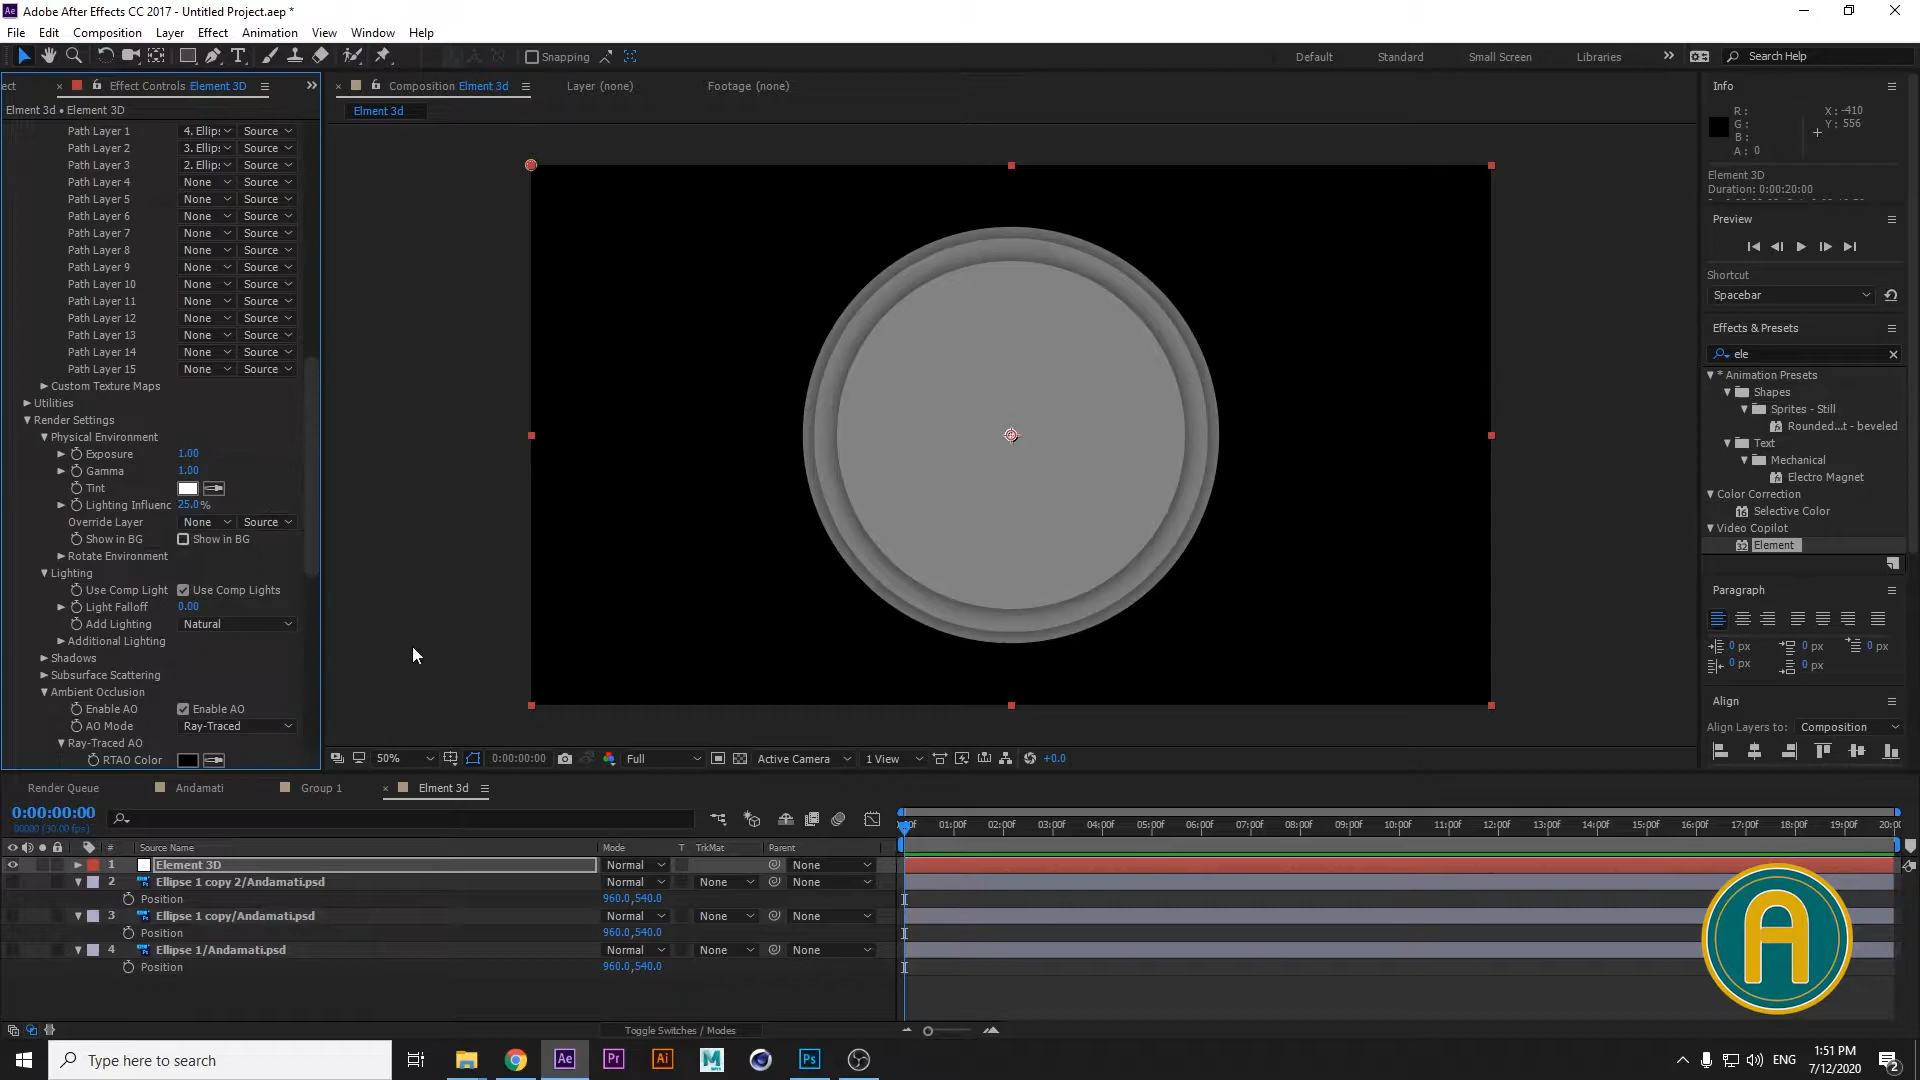 Adobe After Effects CC 2017 - Untitled Project.aep *
File Edit Composition Layer Effect Animation View Window Help
Snapping Default Standard Small Screen Libraries Search Help
ect Effect Controls Element 3D
Composition Elment 3d Layer (none) Footage (none)
Info
Elment 3d • Element 3D
Elment 3d
R :
G :
B :
A : 0
X : -410
Y : 556
Path Layer 1 4. Ellip: Source
Path Layer 2 3. Ellip: Source
Path Layer 3 2. Ellip: Source
Path Layer 4 None Source
Path Layer 5 None Source
Path Layer 6 None Source
Path Layer 7 None Source
Path Layer 8 None Source
Path Layer 9 None Source
Path Layer 10 None Source
Path Layer 11 None Source
Path Layer 12 None Source
Path Layer 13 None Source
Path Layer 14 None Source
Path Layer 15 None Source
Custom Texture Maps
Utilities
Render Settings
Physical Environment
Exposure 1.00
Gamma 1.00
Tint
Lighting Influenc 25.0%
Override Layer None Source
Show in BG Show in BG
Rotate Environment
Lighting
Use Comp Light Use Comp Lights
Light Falloff 0.00
Add Lighting Natural
Additional Lighting
Shadows
Subsurface Scattering
Ambient Occlusion
Enable AO Enable AO
AO Mode Ray-Traced
Ray-Traced AO
RTAO Color
Element 3D
Duration: 0:00:20:00
Preview
Shortcut
Spacebar
Effects & Presets
ele
* Animation Presets
Shapes
Sprites - Still
Rounded...t - beveled
Text
Mechanical
Electro Magnet
Color Correction
Selective Color
Video Copilot
Element
Paragraph
0 px 0 px 0 px
0 px 0 px
Align
Align Layers to: Composition
50% 0:00:00:00 Full Active Camera 1 View +0.0
Render Queue Andamati Group 1 Elment 3d
0:00:00:00
00000 (30.00 fps)
01:00f 02:00f 03:00f 04:00f 05:00f 06:00f 07:00f 08:00f 09:00f 10:00f 11:00f 12:00f 13:00f 14:00f 15:00f 16:00f 17:00f 18:00f 19:00f 20:00
# Source Name Mode T TrkMat Parent
1 Element 3D Normal None
2 Ellipse 1 copy 2/Andamati.psd Normal None None
Position 960.0,540.0
3 Ellipse 1 copy/Andamati.psd Normal None None
Position 960.0,540.0
4 Ellipse 1/Andamati.psd Normal None None
Position 960.0,540.0
A
Toggle Switches / Modes
Type here to search
Ae Pr Ai Ps
ENG
1:51 PM
7/12/2020
2